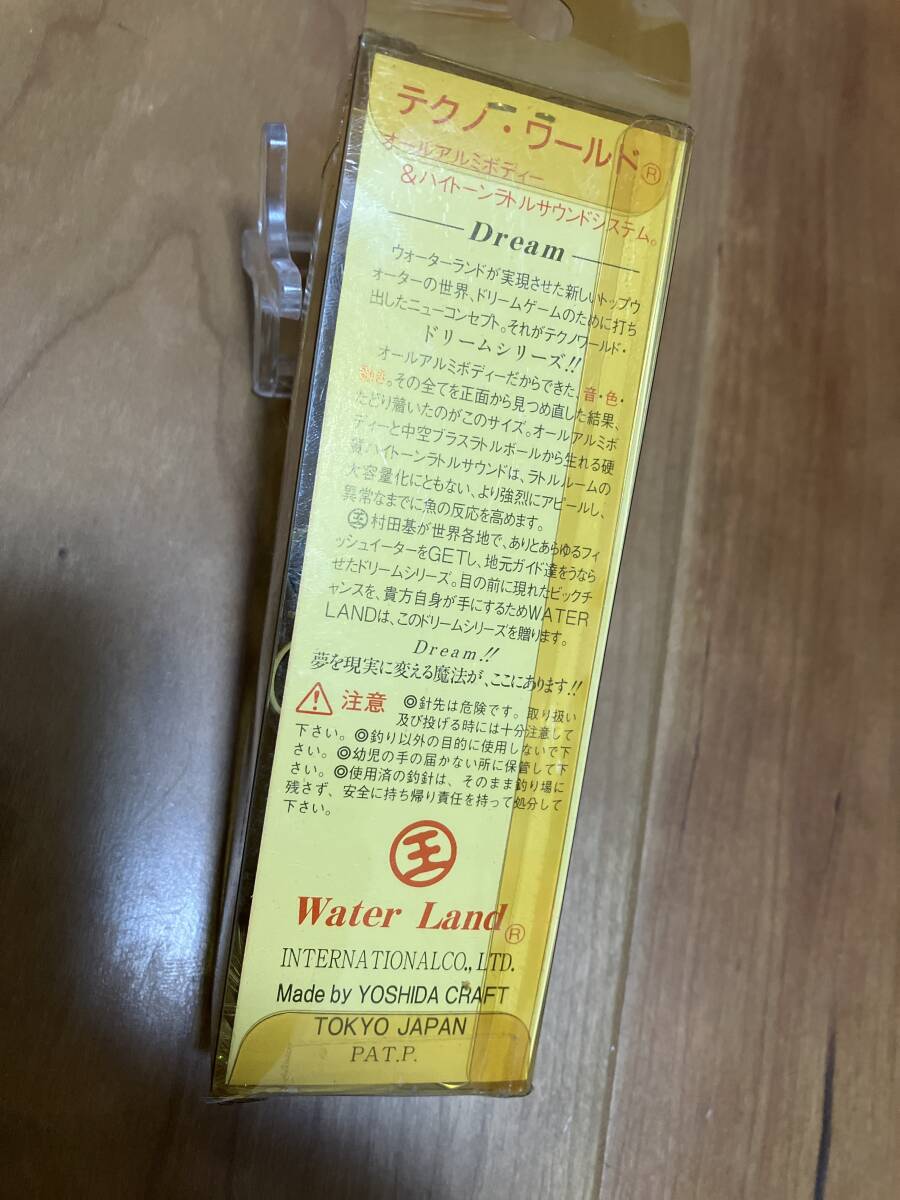 テクノ・ワールド®
オールアルミボディー
&ハイトーンラトルサウンドシステム。
Dream
ウォーターランドが実現させた新しいトップウ
ォーターの世界、ドリームゲームのために打ち
出したニューコンセプト。それがテクノワールド・
ドリームシリーズ!!
オールアルミボディーだからできた、音・色・
。その全てを正面から見つめ直した結果、
たどり着いたのがこのサイズ。オールアルミボ
ディーと中空ブラスラトルボールから生れる硬
質ハイトーンラトルサウンドは、ラトルルームの
大容量化にともない、より強烈にアピールし、
異常なまでに魚の反応を高めます。
王村田基が世界各地で、ありとあらゆるフィ
ッシュイーターをGETし、地元ガイド達をうなら
せたドリームシリーズ。目の前に現れたビックチ
ャンスを、貴方自身が手にするためWATER
LANDは、このドリームシリーズを贈ります。
Dream!!
夢を現実に変える魔法が、ここにあります!!
注意 ◎針先は危険です。取り扱い
及び投げる時には十分注意して
下さい。◎釣り以外の目的に使用しないで下
さい。◎幼児の手の届かない所に保管して下
さい。◎使用済の釣針は、そのまま釣り場に
残さず、安全に持ち帰り責任を持って処分して
下さい。
王
Water Land®
INTERNATIONALCO., LTD.
Made by YOSHIDA CRAFT
TOKYO JAPAN
PAT.P.